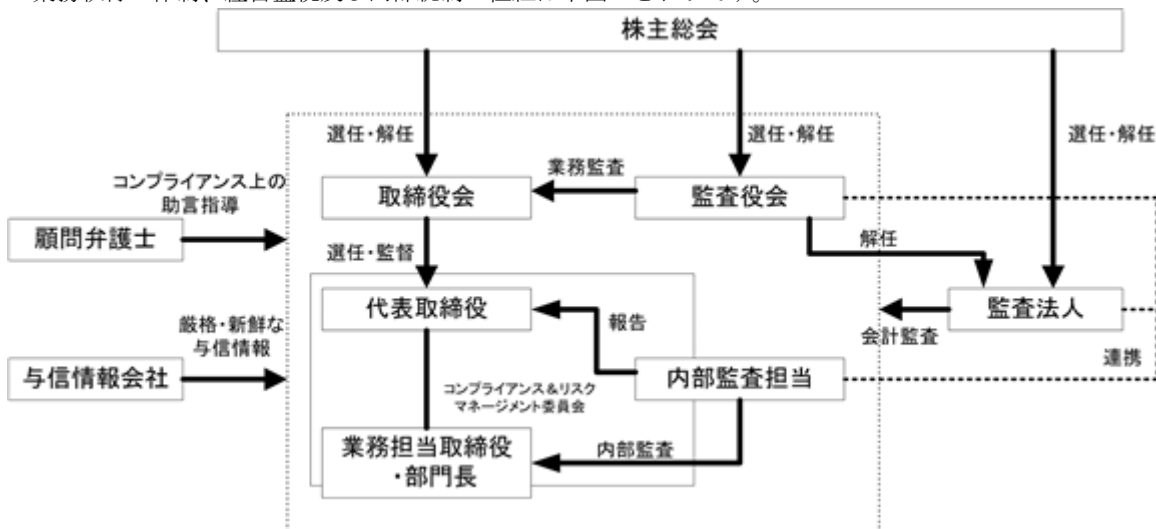 株主総会
選任・解任
選任・解任
選任・解任
業務監査
コンプライアンス上の
助言指導
取締役会
監査役会
顧問弁護士
解任
選任・監督
代表取締役
監査法人
報告
会計監査
厳格・新鮮な
与信情報
連携
与信情報会社
内部監査担当
コンプライアンス&リスク
マネージメント委員会
業務担当取締役
・部門長
内部監査